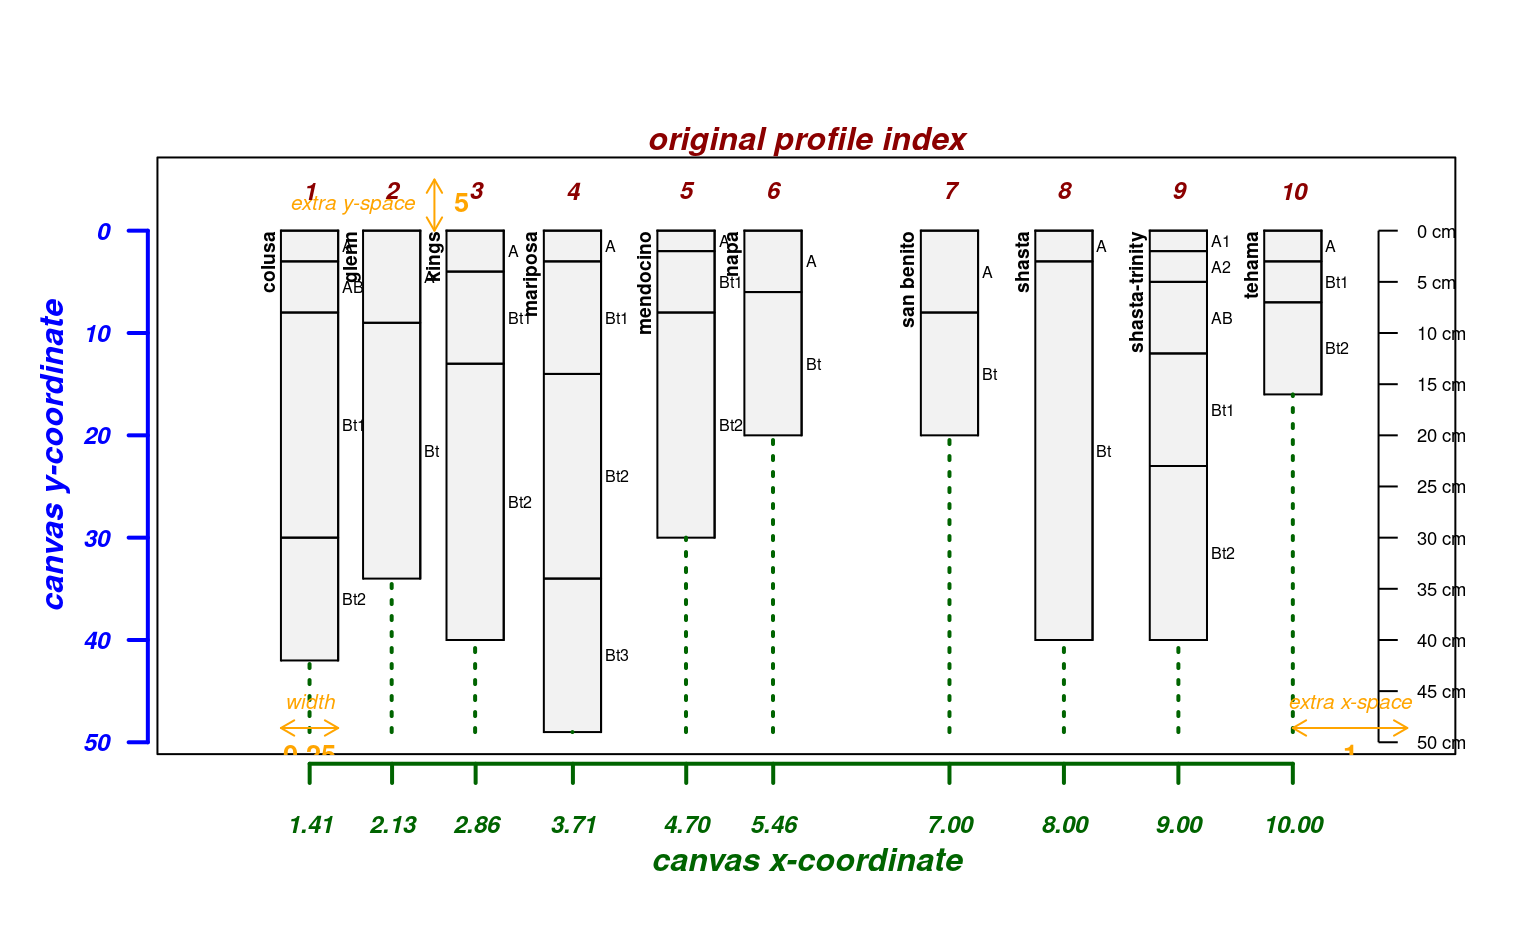 original profile index
1 2 3 4 5 6 7 8 9 10
extra y-space 5
colusa
A
AB
Bt1
Bt2
glenn
A
Bt
kings
A
Bt1
Bt2
mariposa
A
Bt1
Bt2
Bt3
mendocino
A
Bt1
Bt2
napa
A
Bt
san benito
A
Bt
shasta
A
Bt
shasta-trinity
A1
A2
AB
Bt1
Bt2
tehama
A
Bt1
Bt2
0 cm
5 cm
10 cm
15 cm
20 cm
25 cm
30 cm
35 cm
40 cm
45 cm
50 cm
canvas y-coordinate
0
10
20
30
40
50
width
0.25
extra x-space
1
1.41 2.13 2.86 3.71 4.70 5.46 7.00 8.00 9.00 10.00
canvas x-coordinate